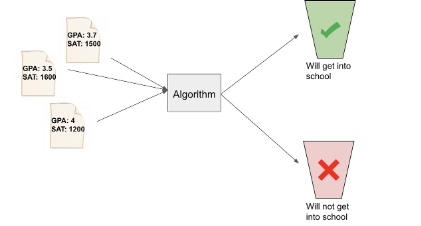 GPA: 3.7
SAT: 1500
GPA: 3.5
SAT: 1600
GPA: 4
SAT: 1200
Algorithm
Will get into
school
Will not get
into school